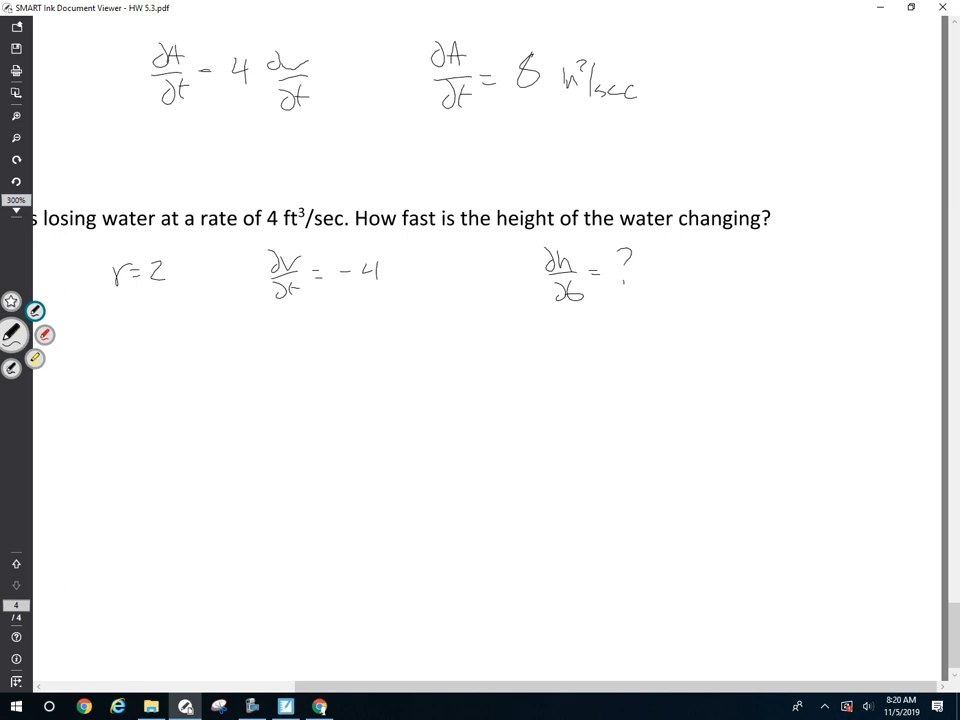 SMART Ink Document Viewer - HW 5.3.pdf
∂A/∂t = 4 ∂w/∂t    ∂A/∂t = 8 in²/sec
300%
s losing water at a rate of 4 ft³/sec. How fast is the height of the water changing?
r = 2    ∂V/∂t = -4    ∂h/∂t = ?
4
/ 4
8:20 AM
11/5/2019